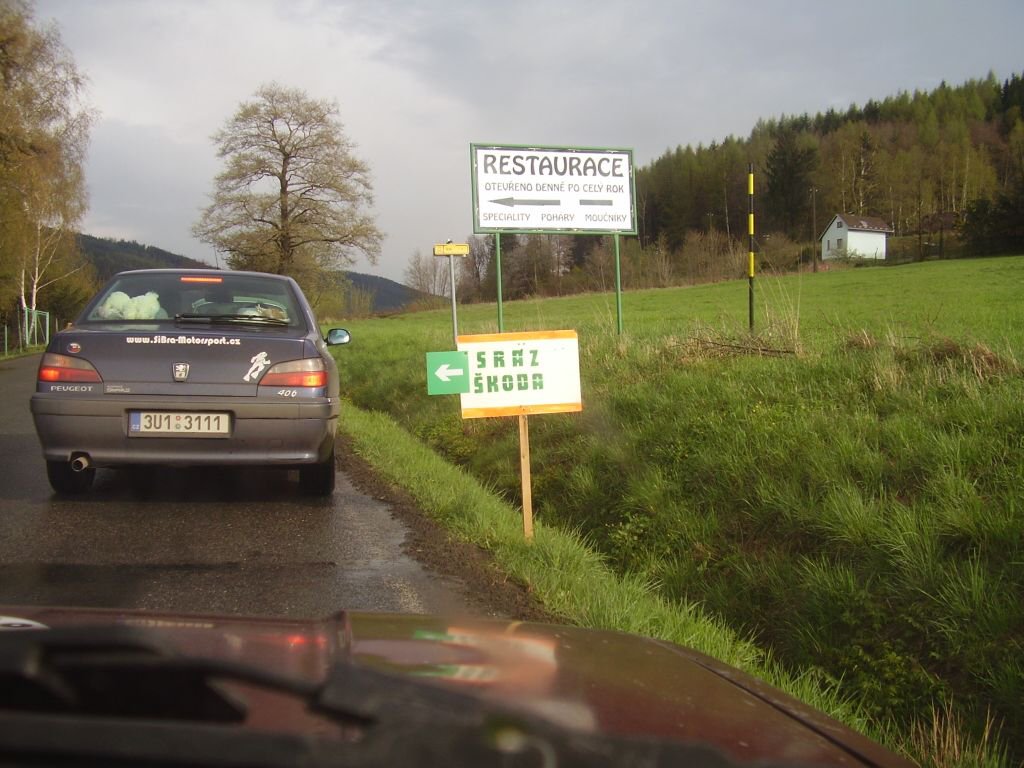 RESTAURACE
OTEVŘENO DENNĚ PO CELÝ ROK
SPECIALITY POHÁRY MOUČNÍKY
SRAZ
ŠKODA
www.SiBra-Motorsport.cz
PEUGEOT
406
CZ 3U1 3111